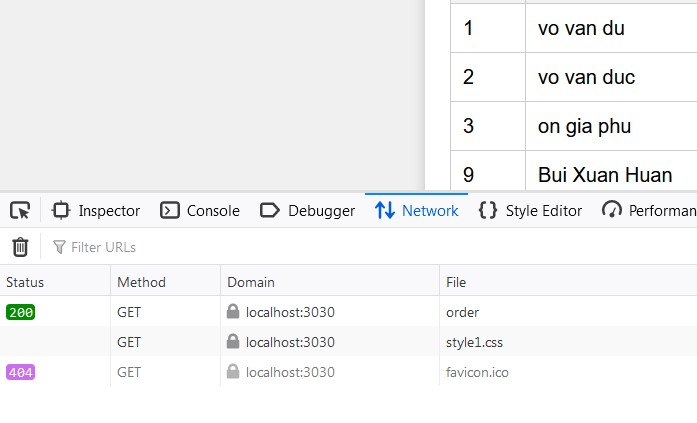 1 vo van du
2 vo van duc
3 on gia phu
9 Bui Xuan Huan
Inspector Console Debugger Network Style Editor Performan
Filter URLs
Status Method Domain File
200 GET localhost:3030 order
GET localhost:3030 style1.css
404 GET localhost:3030 favicon.ico